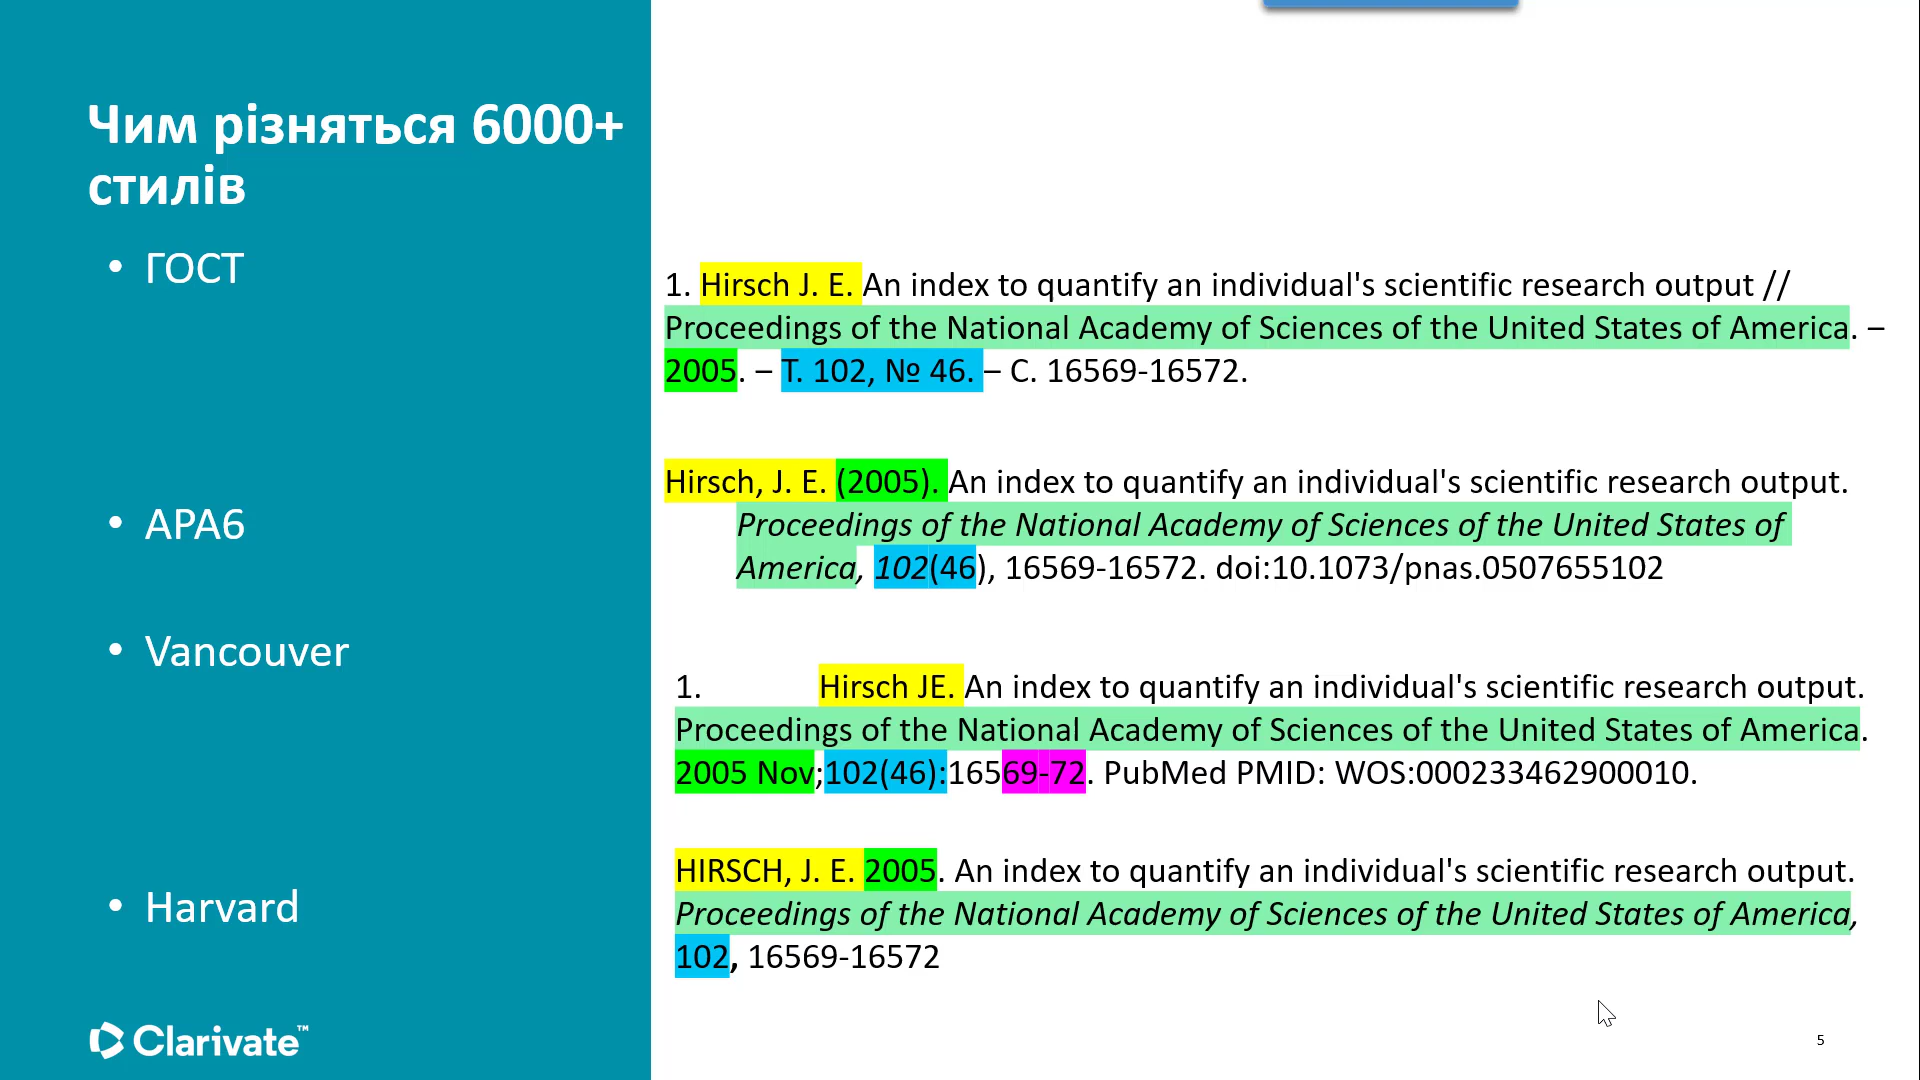 Чим різняться 6000+
стилів
• ГОСТ
• APA6
• Vancouver
• Harvard
Clarivate™
1. Hirsch J. E. An index to quantify an individual's scientific research output //
Proceedings of the National Academy of Sciences of the United States of America. –
2005. – Т. 102, № 46. – С. 16569-16572.
Hirsch, J. E. (2005). An index to quantify an individual's scientific research output.
Proceedings of the National Academy of Sciences of the United States of
America, 102(46), 16569-16572. doi:10.1073/pnas.0507655102
1. Hirsch JE. An index to quantify an individual's scientific research output.
Proceedings of the National Academy of Sciences of the United States of America.
2005 Nov;102(46):16569-72. PubMed PMID: WOS:000233462900010.
HIRSCH, J. E. 2005. An index to quantify an individual's scientific research output.
Proceedings of the National Academy of Sciences of the United States of America,
102, 16569-16572
5